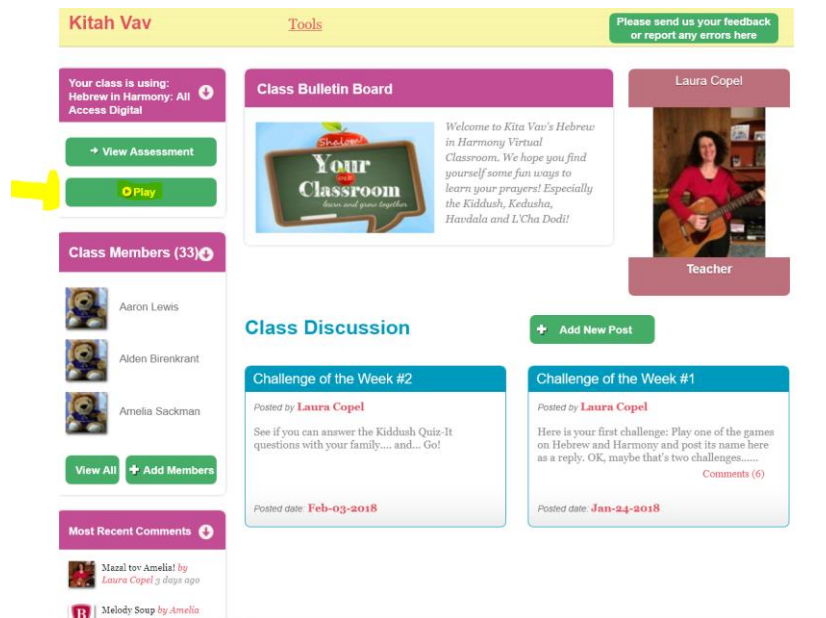 Kitah Vav
Tools
Please send us your feedback
or report any errors here
Your class is using:
Hebrew in Harmony: All
Access Digital
View Assessment
Play
Class Members (33)
Aaron Lewis
Alden Birenkrant
Amelia Sackman
View All
Add Members
Most Recent Comments
Mazal tov Amelia! by
Laura Copel 3 days ago
Melody Soup by Amelia
Class Bulletin Board
Shalom!
Your
Classroom
learn and grow together
Welcome to Kita Vav's Hebrew
in Harmony Virtual
Classroom. We hope you find
yourself some fun ways to
learn your prayers! Especially
the Kiddush, Kedusha,
Havdala and L'Cha Dodi!
Laura Copel
Teacher
Class Discussion
Add New Post
Challenge of the Week #2
Posted by Laura Copel
See if you can answer the Kiddush Quiz-It
questions with your family.... and... Go!
Posted date: Feb-03-2018
Challenge of the Week #1
Posted by Laura Copel
Here is your first challenge: Play one of the games
on Hebrew and Harmony and post its name here
as a reply. OK, maybe that's two challenges......
Comments (6)
Posted date: Jan-24-2018